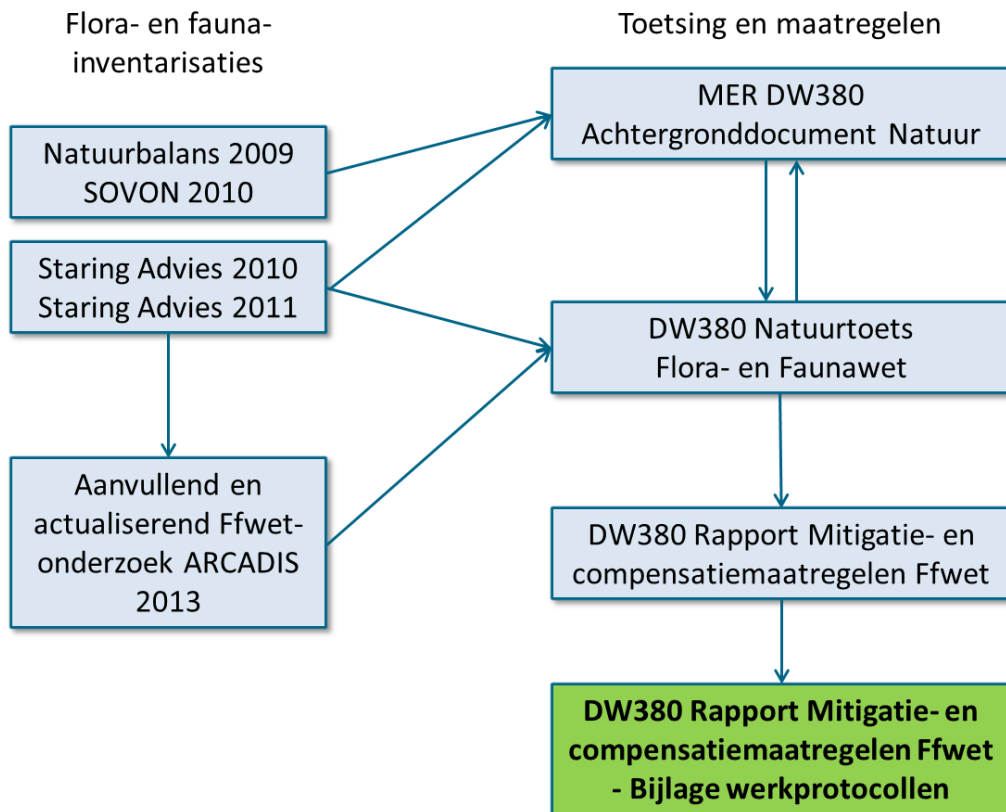 Flora- en fauna-
inventarisaties
Natuurbalans 2009
SOVON 2010
Staring Advies 2010
Staring Advies 2011
Aanvullend en
actualiserend Ffwet-
onderzoek ARCADIS
2013
Toetsing en maatregelen
MER DW380
Achtergronddocument Natuur
DW380 Natuurtoets
Flora- en Faunawet
DW380 Rapport Mitigatie- en
compensatiemaatregelen Ffwet
DW380 Rapport Mitigatie- en
compensatiemaatregelen Ffwet
- Bijlage werkprotocollen